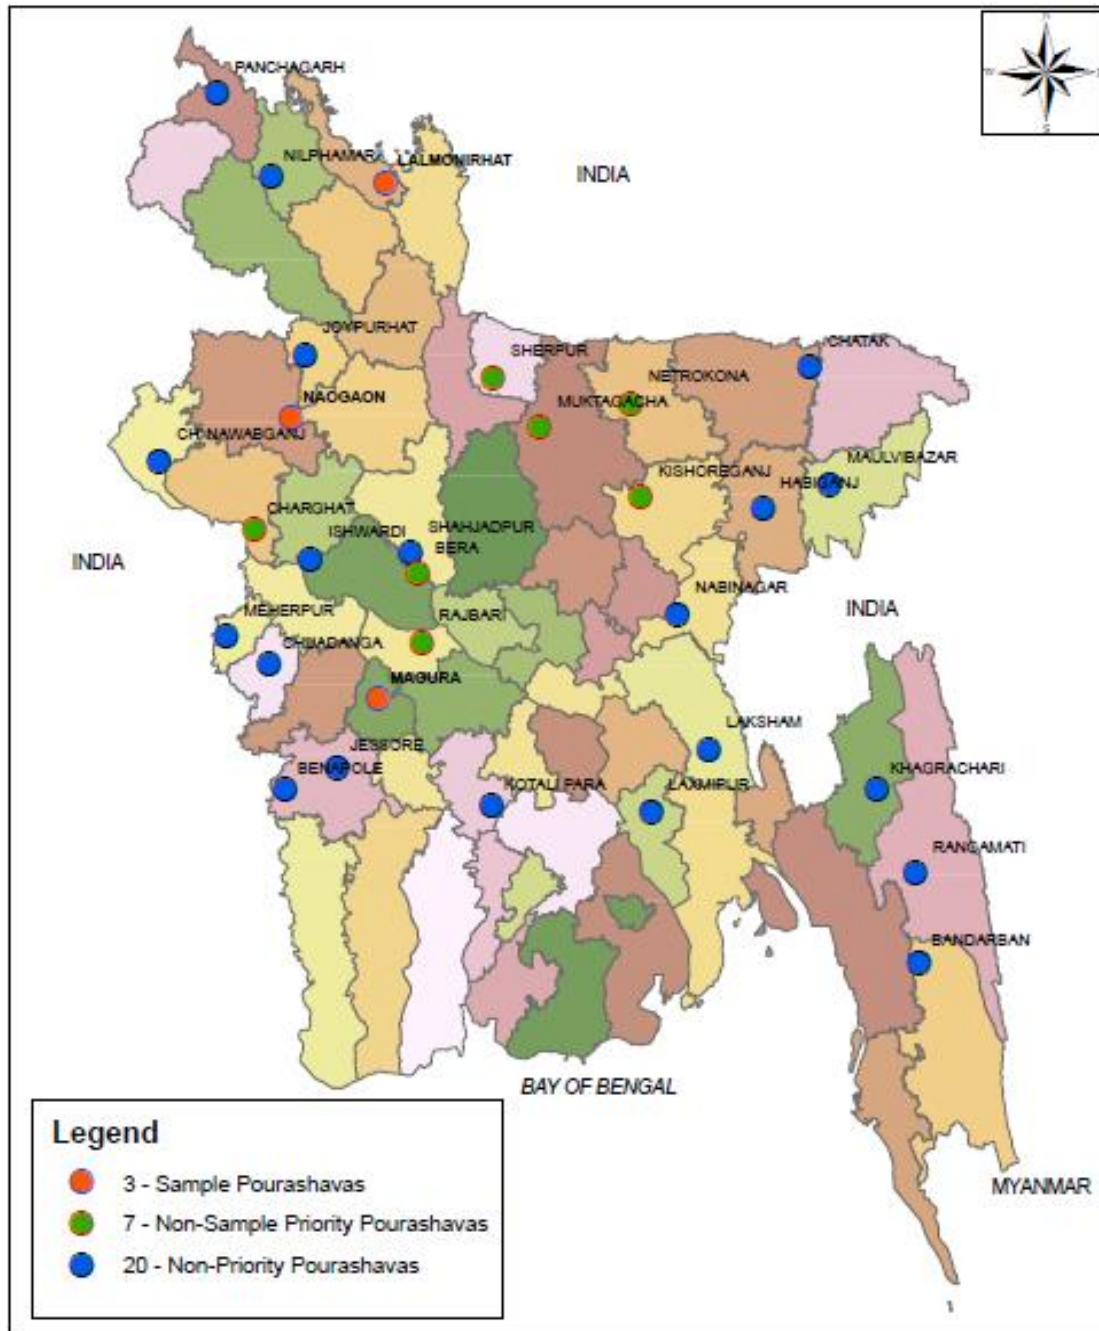 N
W
S
PANCHAGARH
NILPHAMARA
LALMONIRHAT
INDIA
JOYPURHAT
SHERPUR
CHATAK
NETROKONA
NAOGAON
MUKTAGACHA
CH. NAWABGANJ
MAULVIBAZAR
KISHOREGANJ
HABIGANJ
CHARGHAT
SHAHJADPUR
ISHWARDI
BERA
INDIA
NABINAGAR
MEHERPUR
RAJBARI
INDIA
CHUADANGA
MAGURA
LAKSHAM
JESSORE
BENAPOLE
KHAGRACHARI
KOTALI PARA
LAXMIPUR
RANGAMATI
BANDARBAN
BAY OF BENGAL
MYANMAR
Legend
3 - Sample Pourashavas
7 - Non-Sample Priority Pourashavas
20 - Non-Priority Pourashavas